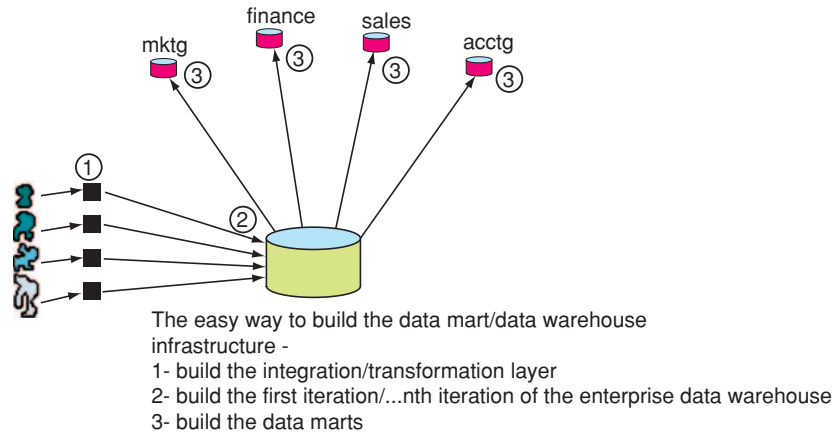 finance
sales
mktg
acctg
3
3
3
3
1
2
The easy way to build the data mart/data warehouse
infrastructure -
1- build the integration/transformation layer
2- build the first iteration/...nth iteration of the enterprise data warehouse
3- build the data marts